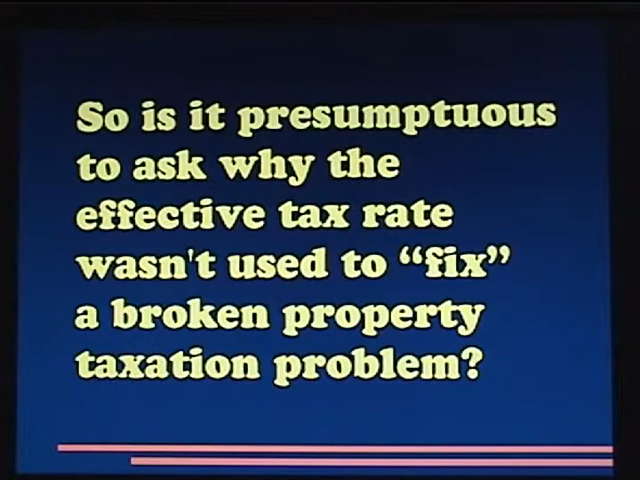 So is it presumptuous
to ask why the
effective tax rate
wasn't used to “fix”
a broken property
taxation problem?